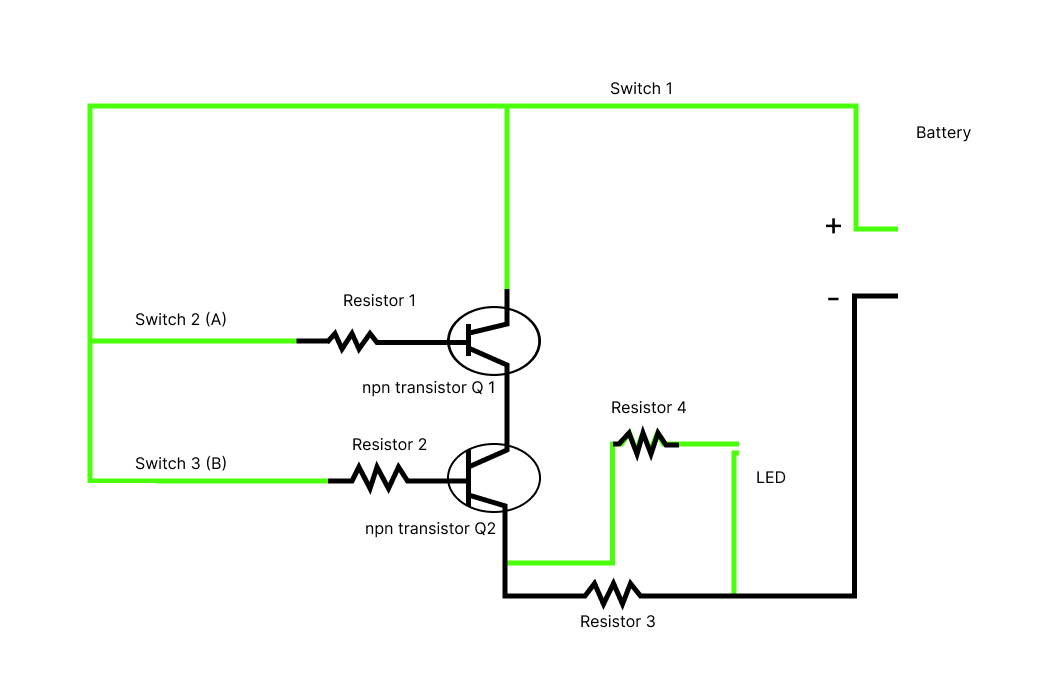 Switch 1
Battery
+
Resistor 1
−
Switch 2 (A)
npn transistor Q 1
Resistor 4
Resistor 2
Switch 3 (B)
LED
npn transistor Q2
Resistor 3